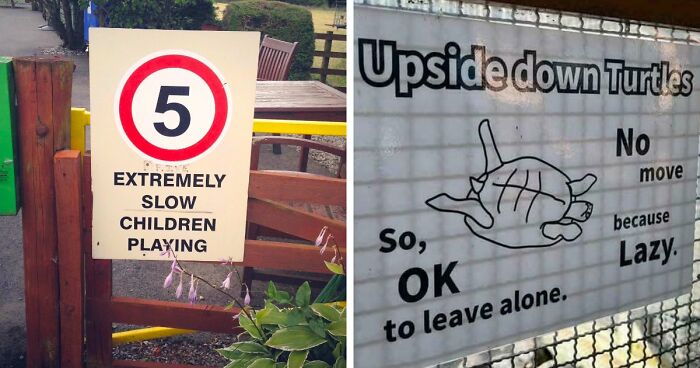 5
EXTREMELY
SLOW
CHILDREN
PLAYING
Upside down Turtles
No
move
because
Lazy.
So,
OK
to leave alone.